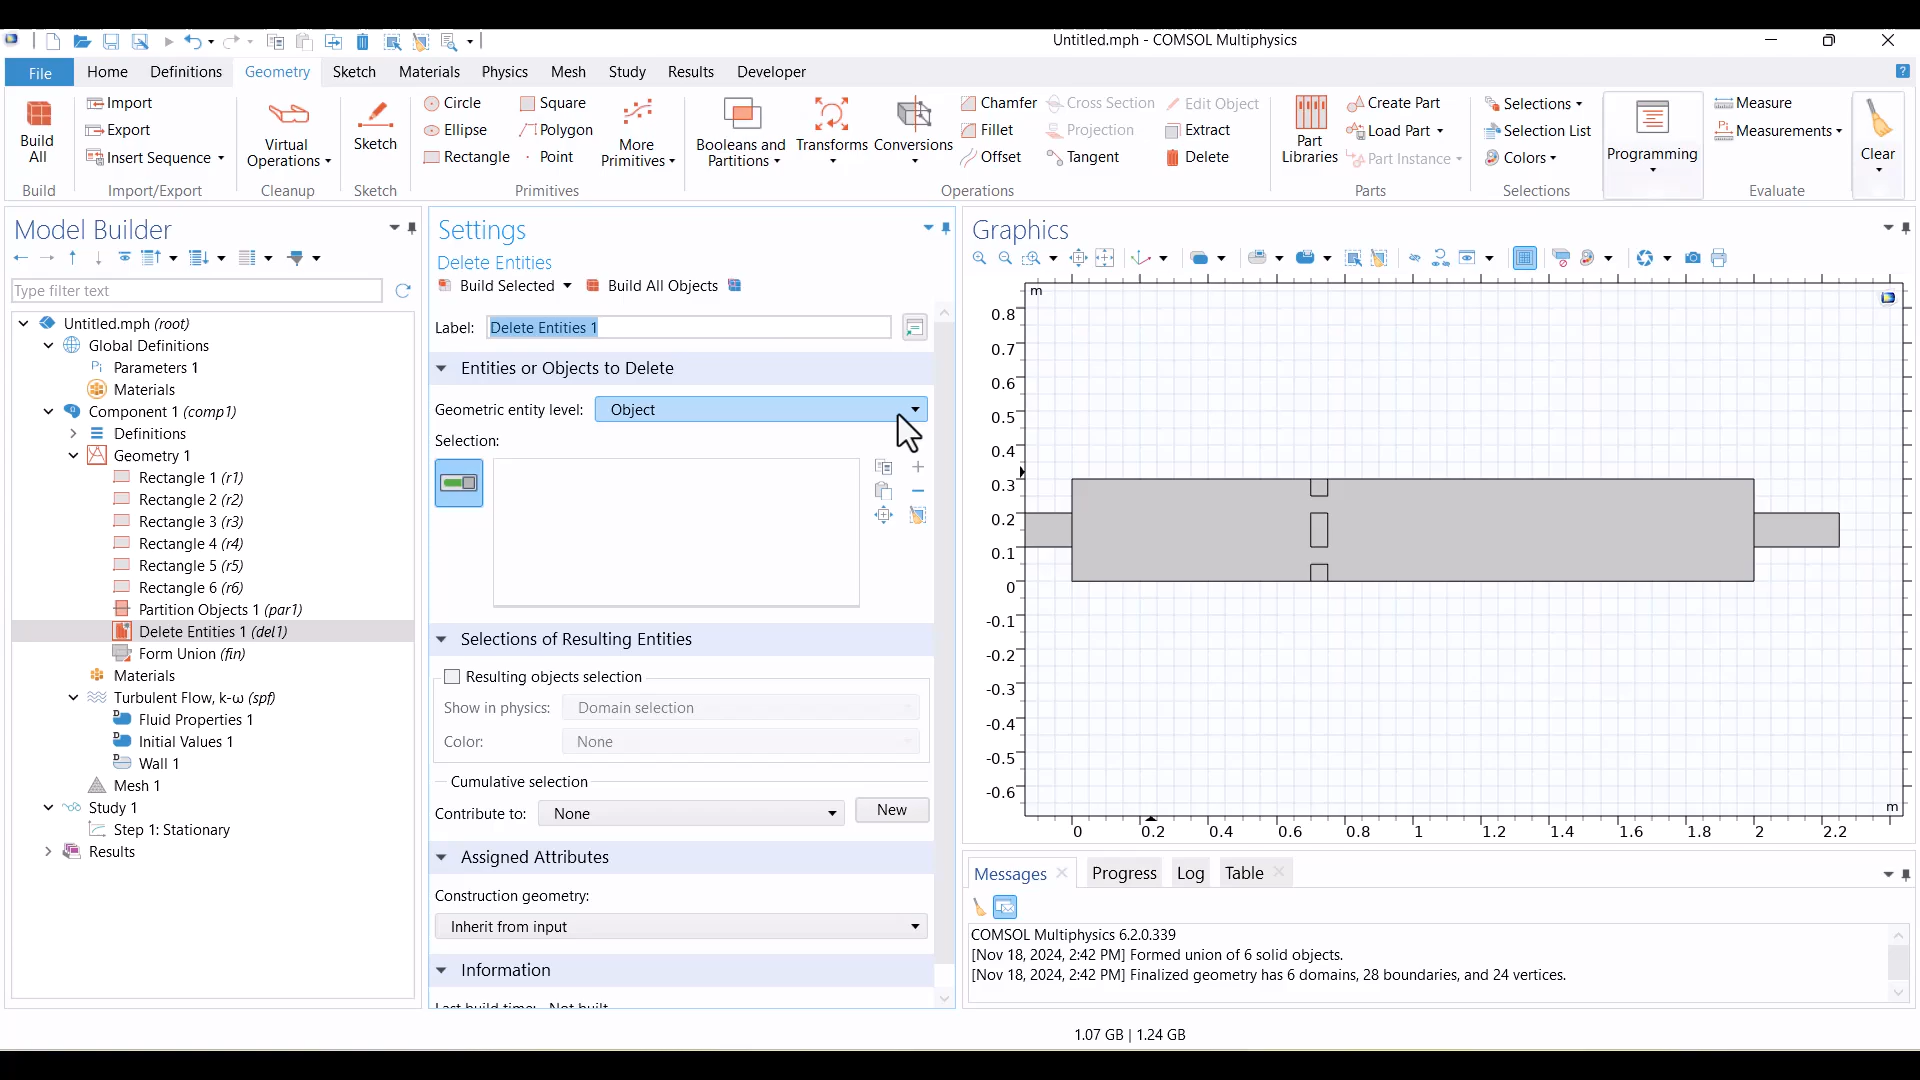 Untitled.mph - COMSOL Multiphysics
File Home Definitions Geometry Sketch Materials Physics Mesh Study Results Developer
Build All
Build
Import
Export
Insert Sequence
Import/Export
Virtual Operations
Cleanup
Sketch
Sketch
Circle
Ellipse
Rectangle
Square
Polygon
Point
More Primitives
Primitives
Booleans and Partitions
Transforms
Conversions
Chamfer
Fillet
Offset
Cross Section
Projection
Tangent
Edit Object
Extract
Delete
Operations
Part Libraries
Create Part
Load Part
Part Instance
Parts
Selections
Selection List
Colors
Selections
Programming
Measure
Measurements
Evaluate
Clear
Model Builder
Type filter text
Untitled.mph (root)
Global Definitions
Pi Parameters 1
Materials
Component 1 (comp1)
Definitions
Geometry 1
Rectangle 1 (r1)
Rectangle 2 (r2)
Rectangle 3 (r3)
Rectangle 4 (r4)
Rectangle 5 (r5)
Rectangle 6 (r6)
Partition Objects 1 (par1)
Delete Entities 1 (del1)
Form Union (fin)
Materials
Turbulent Flow, k-ω (spf)
Fluid Properties 1
Initial Values 1
Wall 1
Mesh 1
Study 1
Step 1: Stationary
Results
Settings
Delete Entities
Build Selected Build All Objects
Label: Delete Entities 1
Entities or Objects to Delete
Geometric entity level: Object
Selection:
Selections of Resulting Entities
Resulting objects selection
Show in physics: Domain selection
Color: None
Cumulative selection
Contribute to: None New
Assigned Attributes
Construction geometry:
Inherit from input
Information
Last build time: Not built
Graphics
m
0.8
0.7
0.6
0.5
0.4
0.3
0.2
0.1
0
-0.1
-0.2
-0.3
-0.4
-0.5
-0.6
m
0 0.2 0.4 0.6 0.8 1 1.2 1.4 1.6 1.8 2 2.2
Messages Progress Log Table
COMSOL Multiphysics 6.2.0.339
[Nov 18, 2024, 2:42 PM] Formed union of 6 solid objects.
[Nov 18, 2024, 2:42 PM] Finalized geometry has 6 domains, 28 boundaries, and 24 vertices.
1.07 GB | 1.24 GB